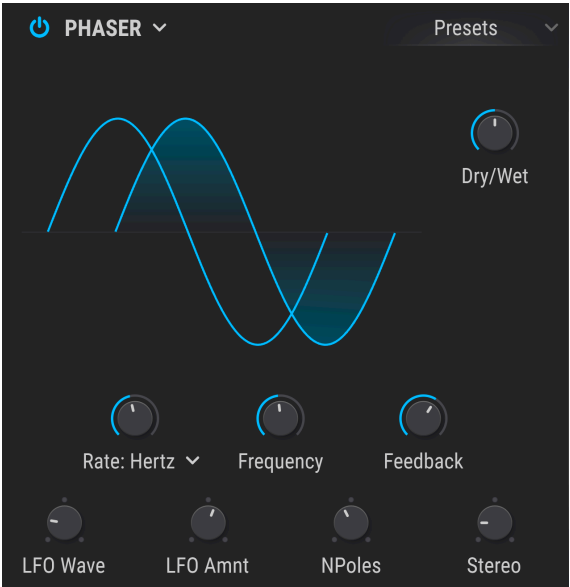 PHASER
Presets
Dry/Wet
Rate: Hertz
Frequency
Feedback
LFO Wave
LFO Amnt
NPoles
Stereo